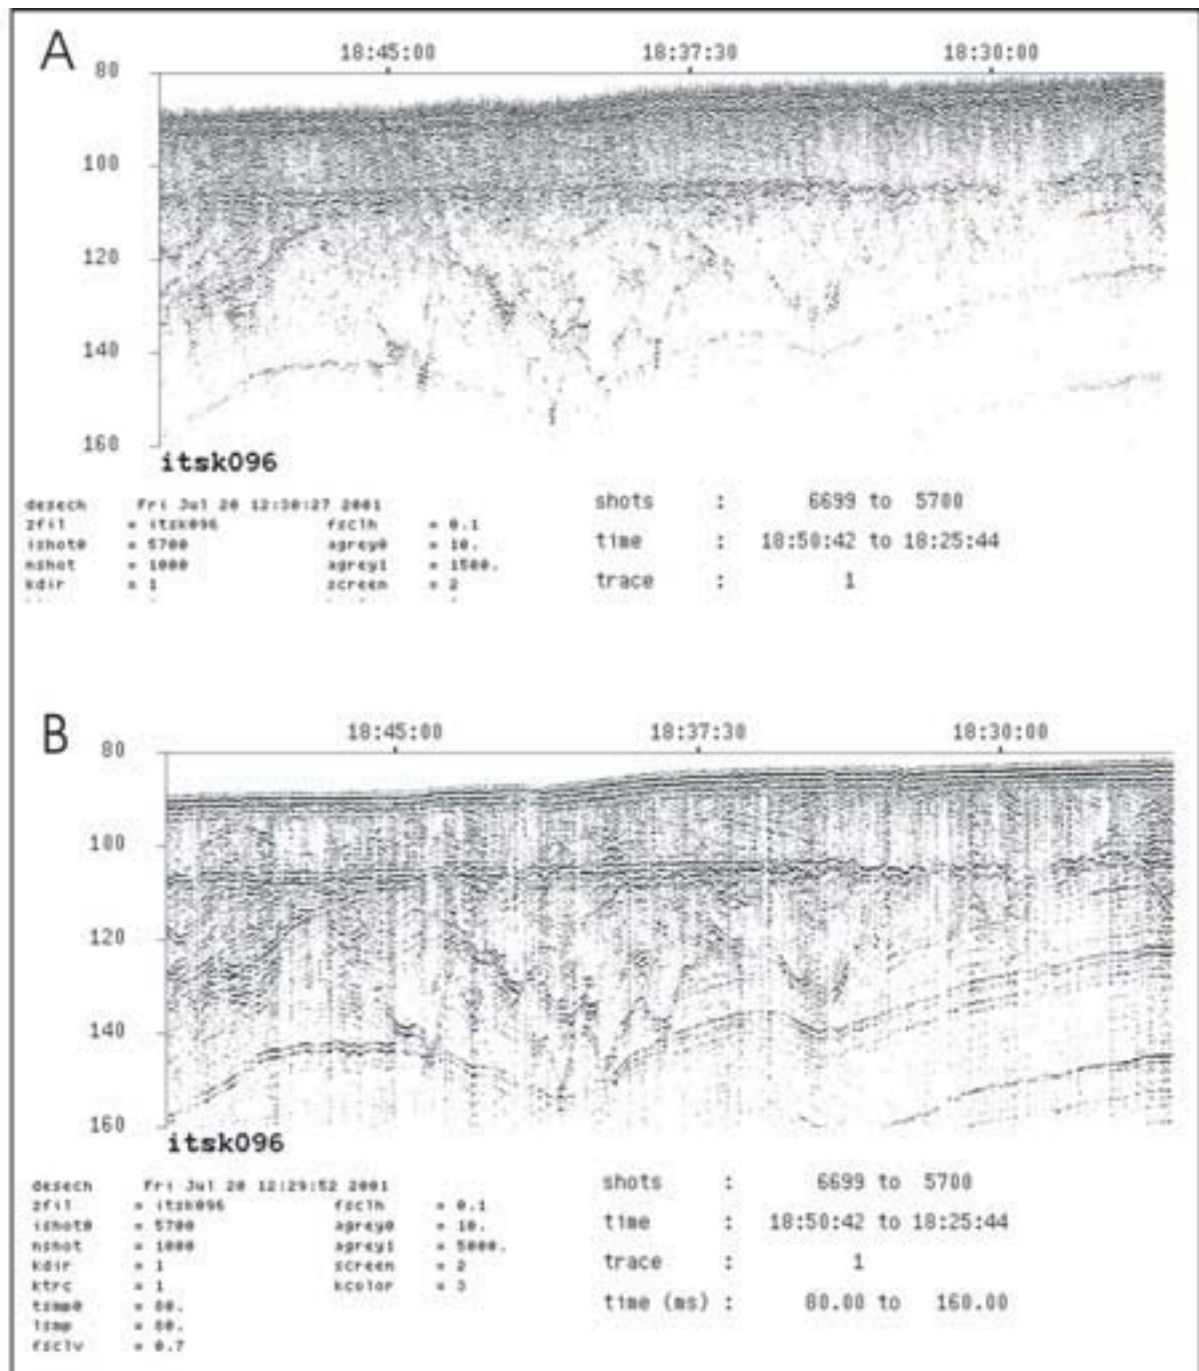 A
18:45:00 18:37:30 18:30:00
80
100
120
140
160
itsk096
desech Fri Jul 20 12:30:27 2001
zfil = itsk096 fsclh = 0.1
ishot0 = 5700 agrey0 = 10.
nshot = 1000 agrey1 = 1500.
kdir = 1 screen = 2
shots : 6699 to 5700
time : 18:50:42 to 18:25:44
trace : 1
B
18:45:00 18:37:30 18:30:00
80
100
120
140
160
itsk096
desech Fri Jul 20 12:29:52 2001
zfil = itsk096 fsclh = 0.1
ishot0 = 5700 agrey0 = 10.
nshot = 1000 agrey1 = 5000.
kdir = 1 screen = 2
ktrc = 1 kcolor = 3
tsmp0 = 80.
lsmp = 80.
fsclv = 0.7
shots : 6699 to 5700
time : 18:50:42 to 18:25:44
trace : 1
time (ms) : 80.00 to 160.00